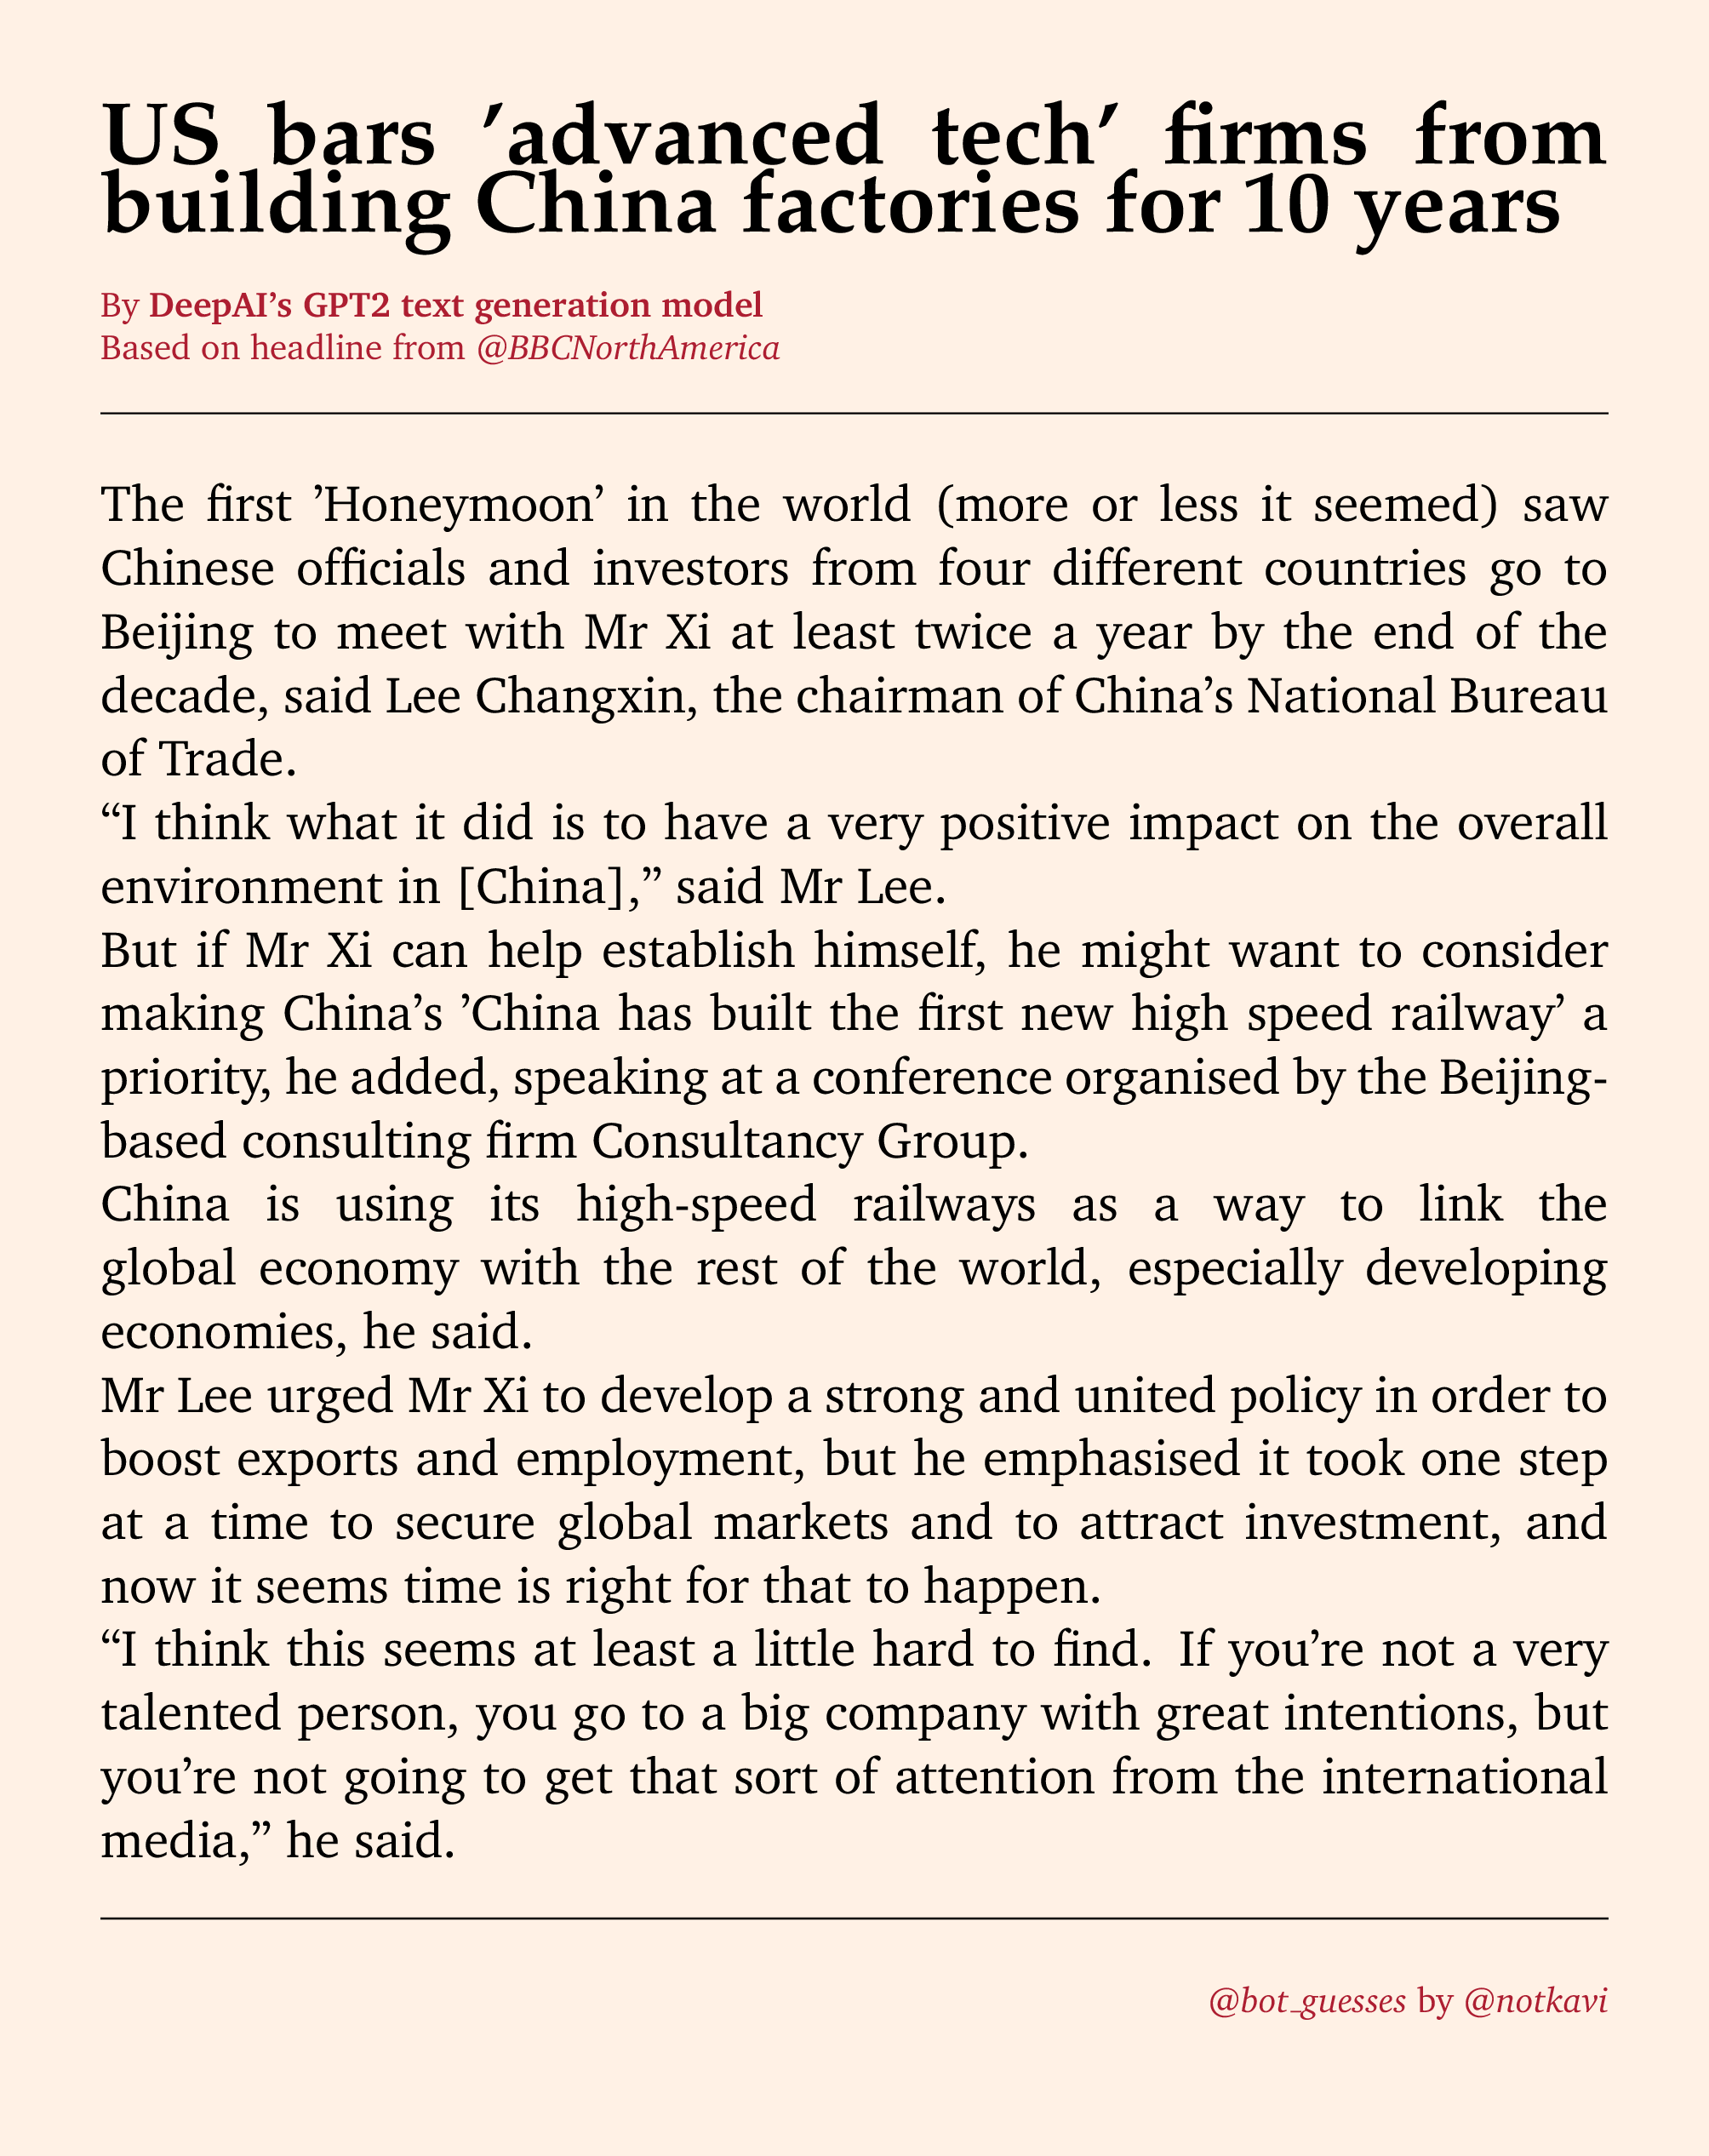 US bars ’advanced tech’ firms from
building China factories for 10 years
By DeepAI’s GPT2 text generation model
Based on headline from @BBCNorthAmerica
The first ’Honeymoon’ in the world (more or less it seemed) saw
Chinese officials and investors from four different countries go to
Beijing to meet with Mr Xi at least twice a year by the end of the
decade, said Lee Changxin, the chairman of China’s National Bureau
of Trade.
“I think what it did is to have a very positive impact on the overall
environment in [China],” said Mr Lee.
But if Mr Xi can help establish himself, he might want to consider
making China’s ’China has built the first new high speed railway’ a
priority, he added, speaking at a conference organised by the Beijing-
based consulting firm Consultancy Group.
China is using its high-speed railways as a way to link the
global economy with the rest of the world, especially developing
economies, he said.
Mr Lee urged Mr Xi to develop a strong and united policy in order to
boost exports and employment, but he emphasised it took one step
at a time to secure global markets and to attract investment, and
now it seems time is right for that to happen.
“I think this seems at least a little hard to find. If you’re not a very
talented person, you go to a big company with great intentions, but
you’re not going to get that sort of attention from the international
media,” he said.
@bot_guesses by @notkavi